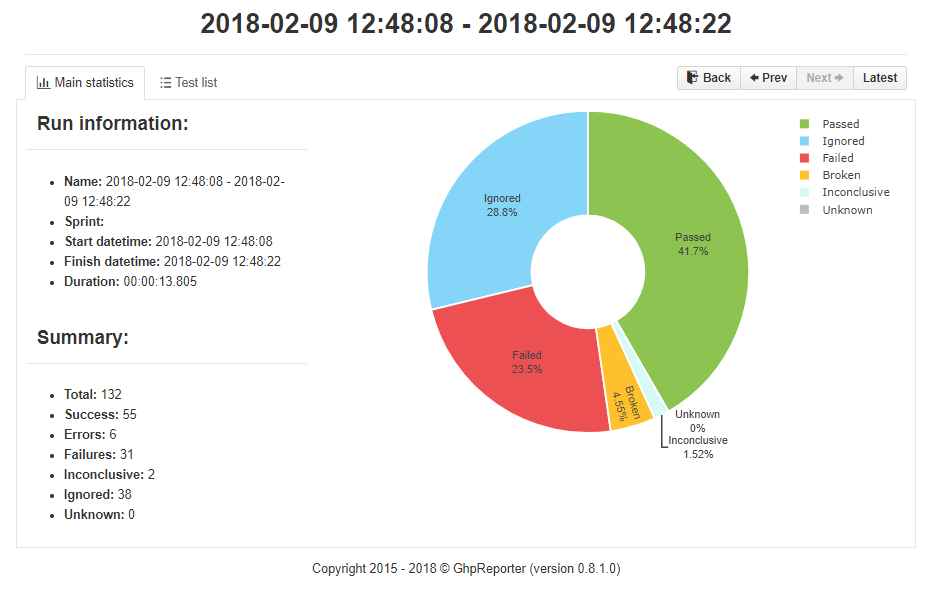 2018-02-09 12:48:08 - 2018-02-09 12:48:22
Main statistics
Test list
Back
Prev
Next
Latest
Run information:
Name: 2018-02-09 12:48:08 - 2018-02-
09 12:48:22
Sprint:
Start datetime: 2018-02-09 12:48:08
Finish datetime: 2018-02-09 12:48:22
Duration: 00:00:13.805
Summary:
Total: 132
Success: 55
Errors: 6
Failures: 31
Inconclusive: 2
Ignored: 38
Unknown: 0
Ignored
28.8%
Passed
41.7%
Failed
23.5%
Broken
4.55%
Unknown
0%
Inconclusive
1.52%
Passed
Ignored
Failed
Broken
Inconclusive
Unknown
Copyright 2015 - 2018 © GhpReporter (version 0.8.1.0)